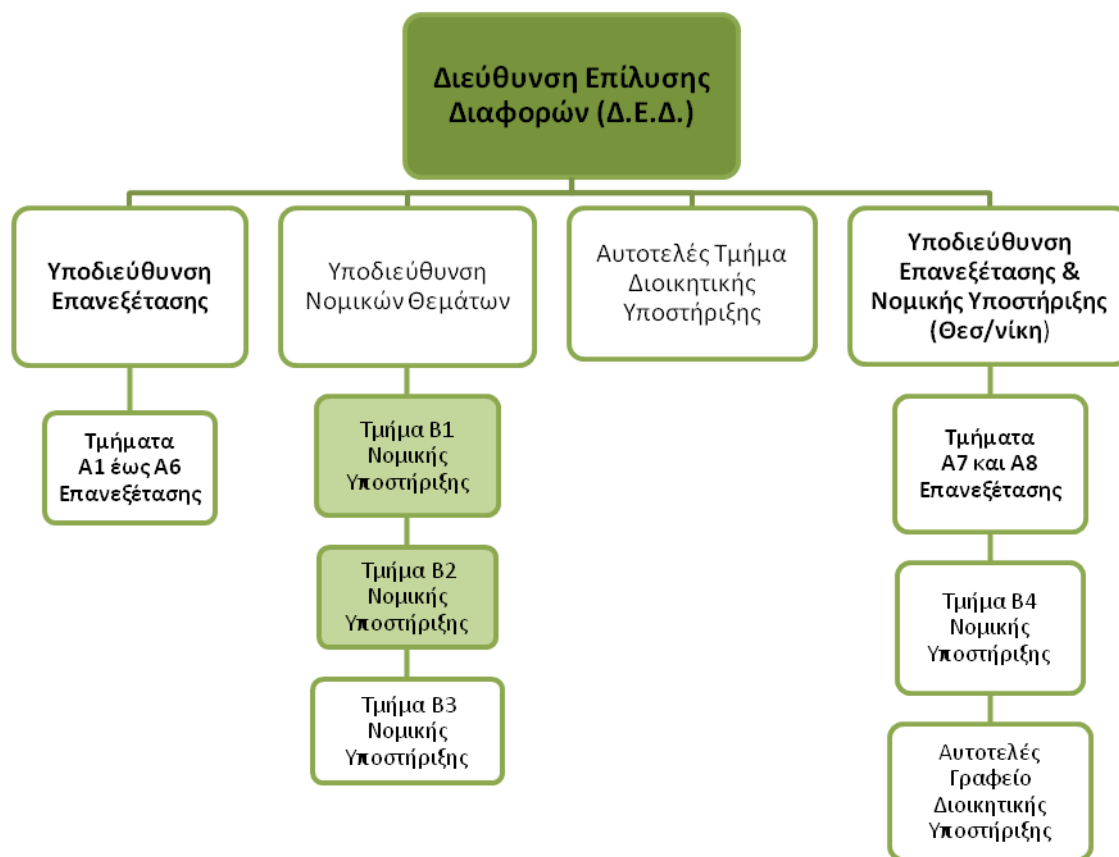 Διεύθυνση Επίλυσης
Διαφορών (Δ.Ε.Δ.)
Υποδιεύθυνση
Επανεξέτασης
Υποδιεύθυνση
Νομικών Θεμάτων
Αυτοτελές Τμήμα
Διοικητικής
Υποστήριξης
Υποδιεύθυνση
Επανεξέτασης &
Νομικής Υποστήριξης
(Θεσ/νίκη)
Τμήματα
Α1 έως Α6
Επανεξέτασης
Τμήμα Β1
Νομικής
Υποστήριξης
Τμήμα Β2
Νομικής
Υποστήριξης
Τμήμα Β3
Νομικής
Υποστήριξης
Τμήματα
Α7 και Α8
Επανεξέτασης
Τμήμα Β4
Νομικής
Υποστήριξης
Αυτοτελές
Γραφείο
Διοικητικής
Υποστήριξης